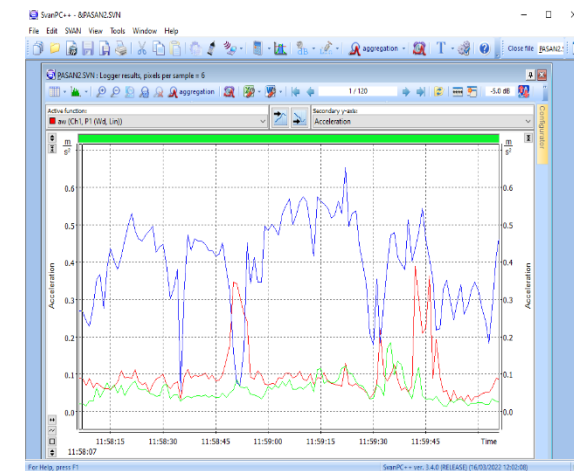 SvanPC++ - &PASAN2.SVN
File Edit SVAN View Tools Window Help
aggregation
Close file PASAN2
PASAN2.SVN : Logger results, pixels per sample = 6
aggregation 1 / 120 -5.0 dB
Configurator
Active function:
Secondary y-axis:
aw (Ch1, P1 (Wd, Lin))
Acceleration
m
s²
m
s²
0.6
0.6
0.5
0.5
0.4
0.4
0.3
0.3
0.2
0.2
0.1
0.1
0.0
0.0
Acceleration
Acceleration
11:58:15 11:58:30 11:58:45 11:59:00 11:59:15 11:59:30 11:59:45 Time
11:58:07
For Help, press F1
SvanPC++ ver. 3.4.0 (RELEASE) (16/03/2022 12:02:08)